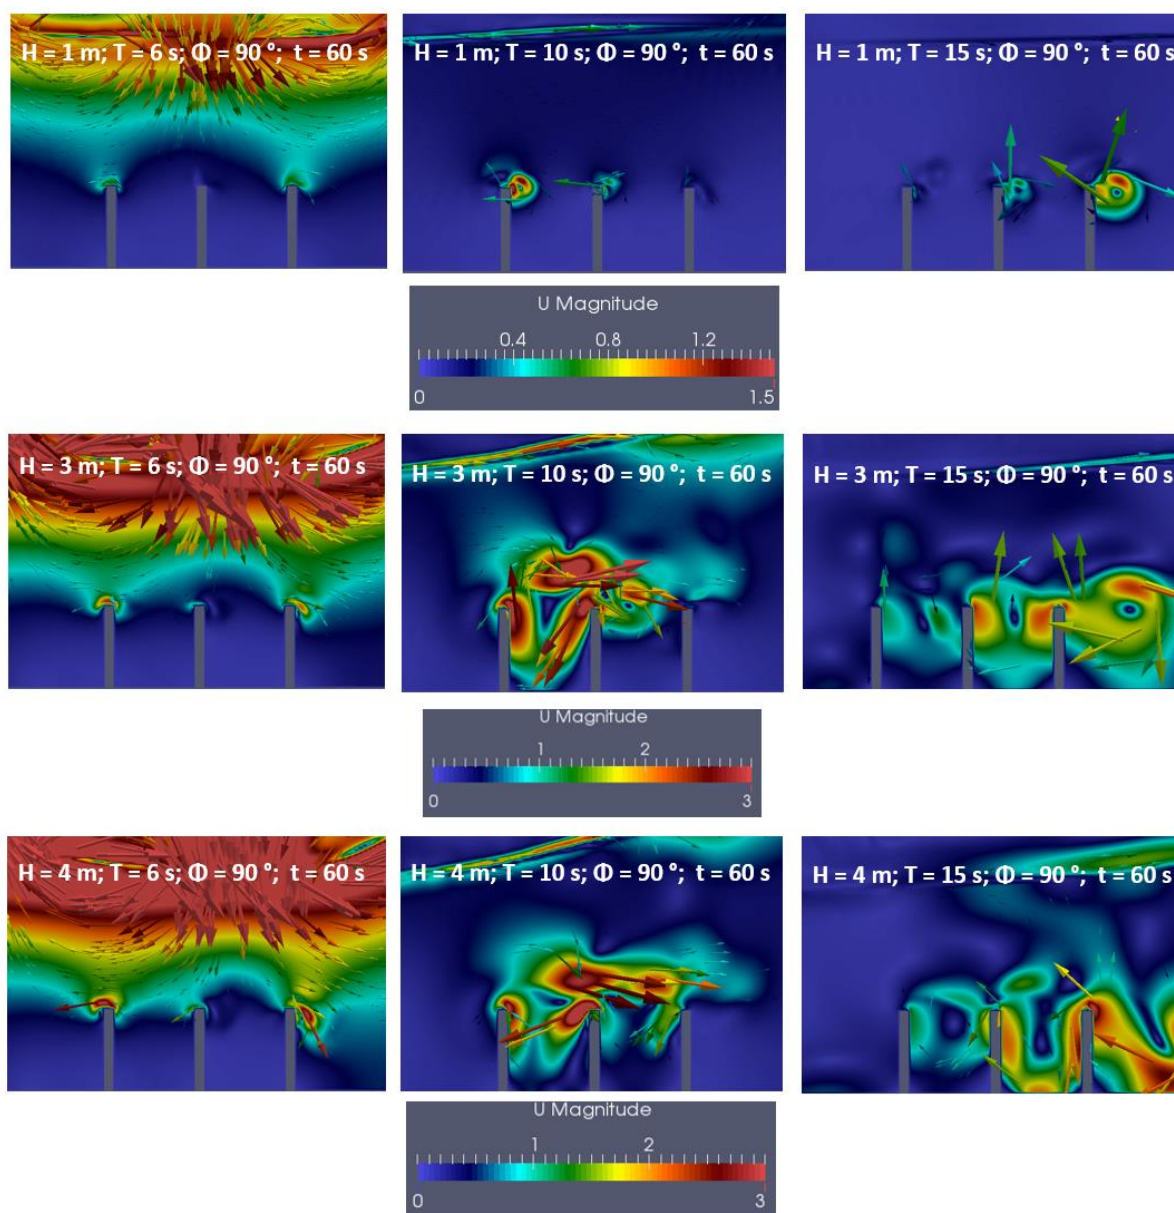 H = 1 m; T = 6 s; Φ = 90 º; t = 60 s
H = 1 m; T = 10 s; Φ = 90 º; t = 60 s
H = 1 m; T = 15 s; Φ = 90 º; t = 60 s
U Magnitude
0.4 0.8 1.2
0 1.5
H = 3 m; T = 6 s; Φ = 90 º; t = 60 s
H = 3 m; T = 10 s; Φ = 90 º; t = 60 s
H = 3 m; T = 15 s; Φ = 90 º; t = 60 s
U Magnitude
1 2
0 3
H = 4 m; T = 6 s; Φ = 90 º; t = 60 s
H = 4 m; T = 10 s; Φ = 90 º; t = 60 s
H = 4 m; T = 15 s; Φ = 90 º; t = 60 s
U Magnitude
1 2
0 3